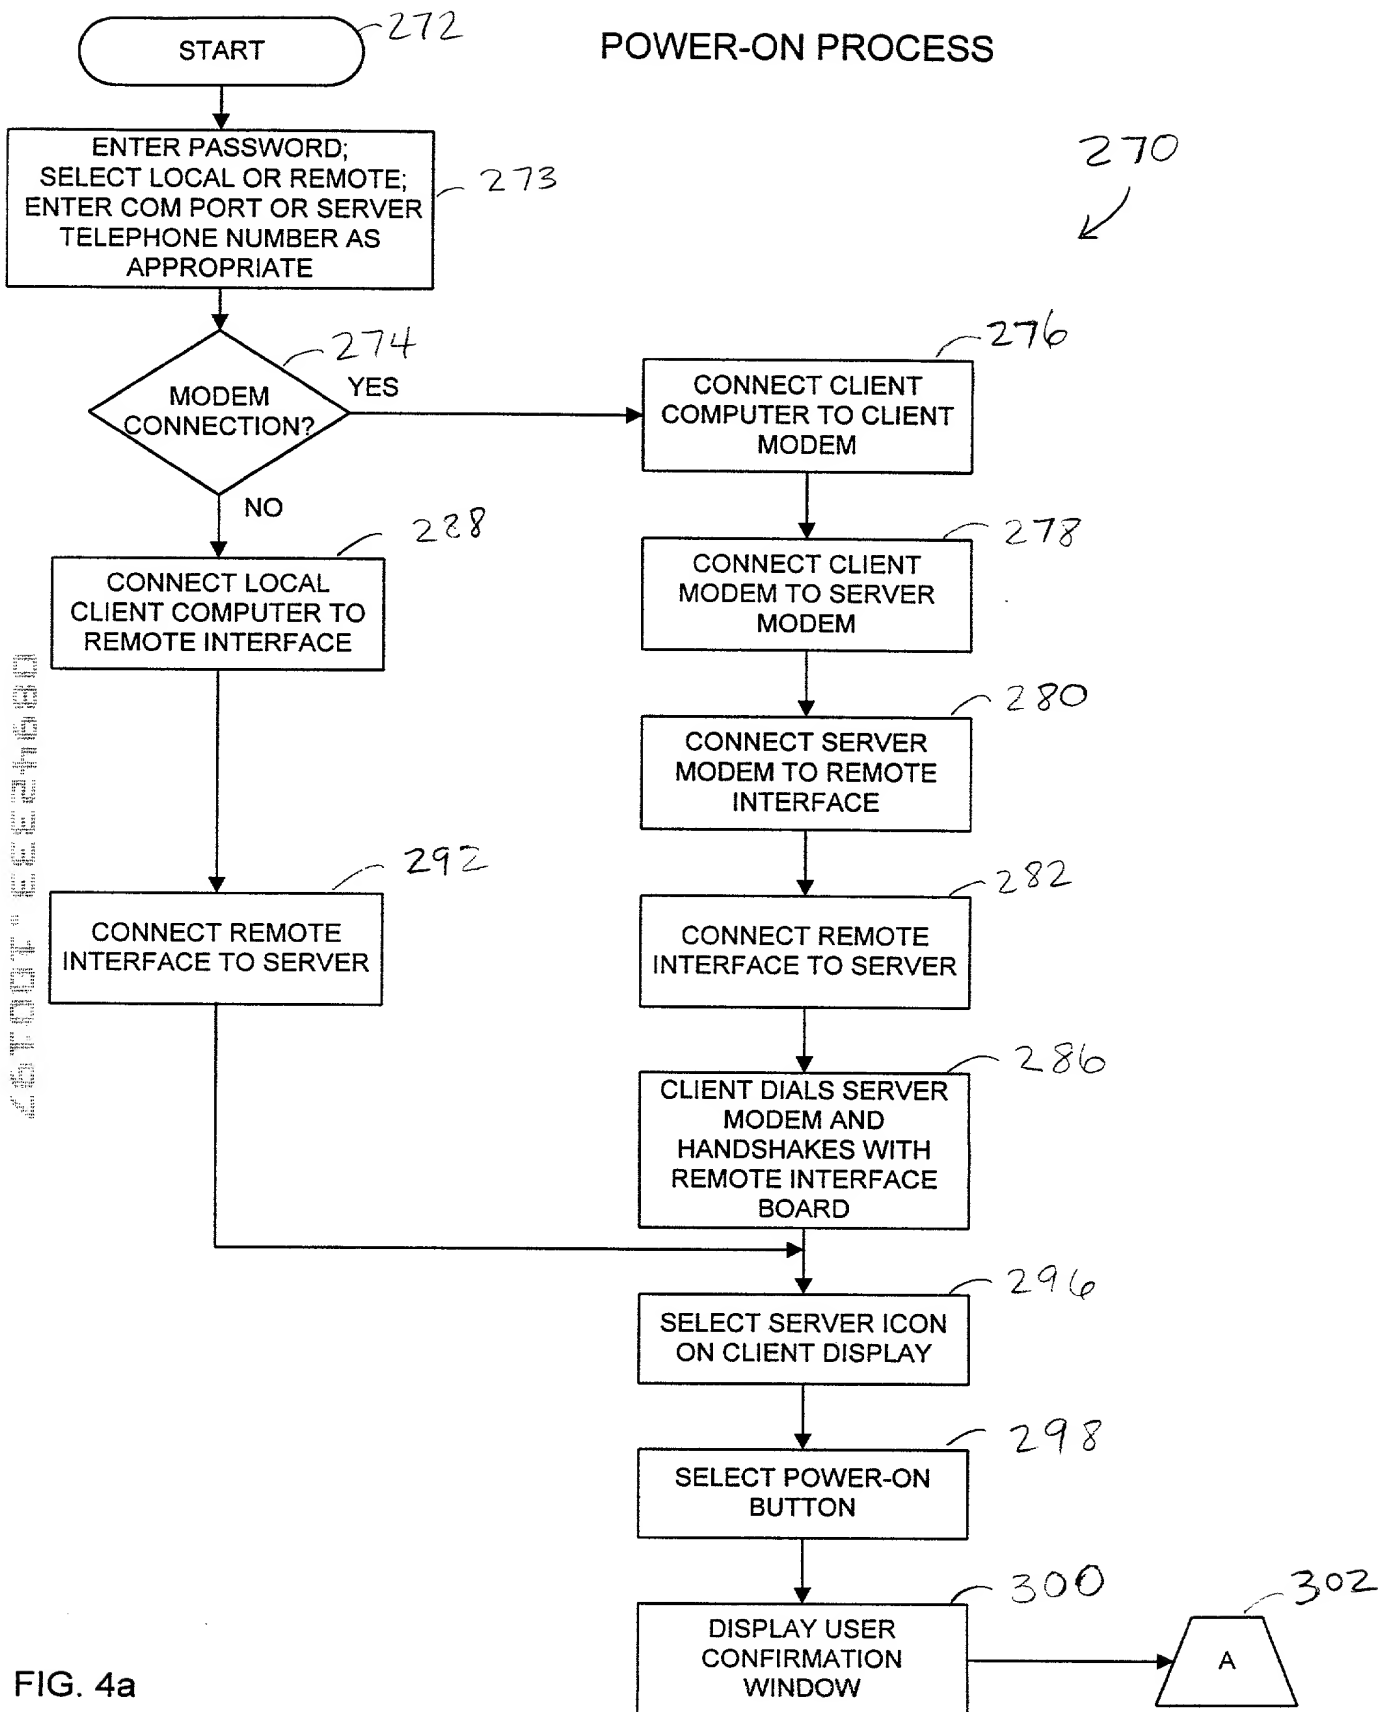 START
272
POWER-ON PROCESS
270
ENTER PASSWORD;
SELECT LOCAL OR REMOTE;
ENTER COM PORT OR SERVER
TELEPHONE NUMBER AS
APPROPRIATE
273
MODEM
CONNECTION?
274
YES
NO
CONNECT CLIENT
COMPUTER TO CLIENT
MODEM
276
CONNECT LOCAL
CLIENT COMPUTER TO
REMOTE INTERFACE
288
CONNECT CLIENT
MODEM TO SERVER
MODEM
278
CONNECT SERVER
MODEM TO REMOTE
INTERFACE
280
CONNECT REMOTE
INTERFACE TO SERVER
292
CONNECT REMOTE
INTERFACE TO SERVER
282
CLIENT DIALS SERVER
MODEM AND
HANDSHAKES WITH
REMOTE INTERFACE
BOARD
286
SELECT SERVER ICON
ON CLIENT DISPLAY
296
SELECT POWER-ON
BUTTON
298
DISPLAY USER
CONFIRMATION
WINDOW
300
A
302
FIG. 4a